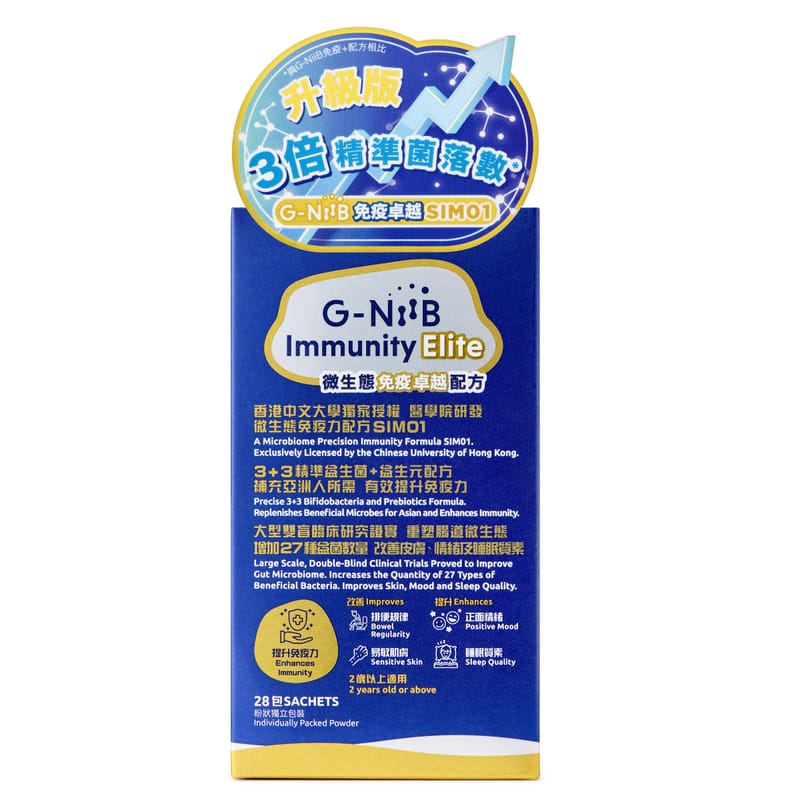 *與G-NiiB免疫+配方相比
升級版
3倍精準菌落數*
G-NiiB免疫卓越SIM01
G-NiiB
Immunity Elite
微生態免疫卓越配方
香港中文大學獨家授權 醫學院研發
微生態免疫力配方SIM01
A Microbiome Precision Immunity Formula SIM01.
Exclusively Licensed by the Chinese University of Hong Kong.
3+3精準益生菌+益生元配方
補充亞洲人所需 有效提升免疫力
Precise 3+3 Bifidobacteria and Prebiotics Formula.
Replenishes Beneficial Microbes for Asian and Enhances Immunity.
大型雙盲臨床研究證實 重塑腸道微生態
增加27種益菌數量 改善皮膚、情緒及睡眠質素
Large Scale, Double-Blind Clinical Trials Proved to Improve
Gut Microbiome. Increases the Quantity of 27 Types of
Beneficial Bacteria. Improves Skin, Mood and Sleep Quality.
提升免疫力
Enhances
Immunity
改善 Improves
排便規律
Bowel
Regularity
易敏肌膚
Sensitive Skin
提升 Enhances
正面情緒
Positive Mood
睡眠質素
Sleep Quality
2歲以上適用
2 years old or above
28包SACHETS
粉狀獨立包裝
Individually Packed Powder